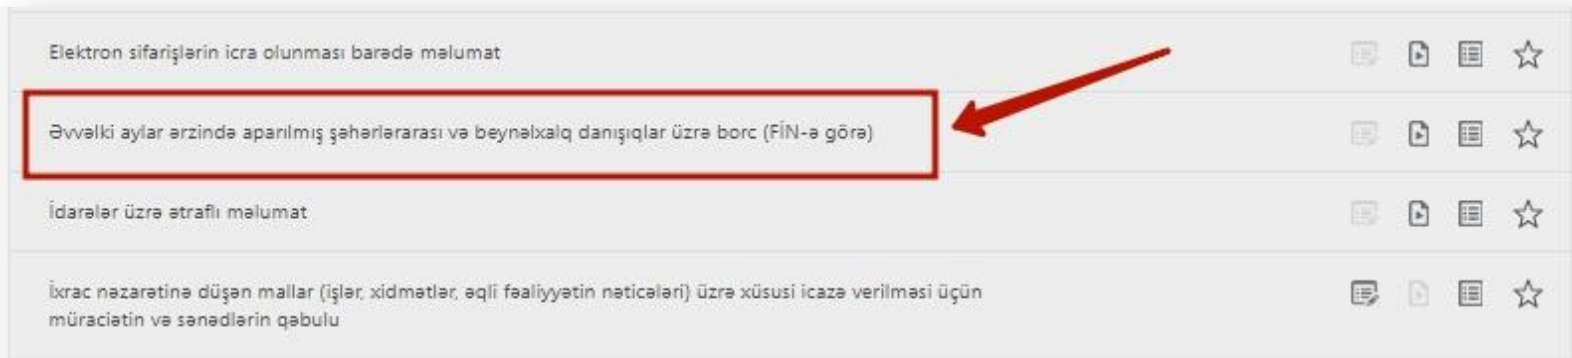 Elektron sifarişlərin icra olunması barədə məlumat
Əvvəlki aylar ərzində aparılmış şəhərlərarası və beynəlxalq danışıqlar üzrə borc (FİN-ə görə)
İdarələr üzrə ətraflı məlumat
İxrac nəzarətinə düşən mallar (işlər, xidmətlər, əqli fəaliyyətin nəticələri) üzrə xüsusi icazə verilməsi üçün
müraciətin və sənədlərin qəbulu